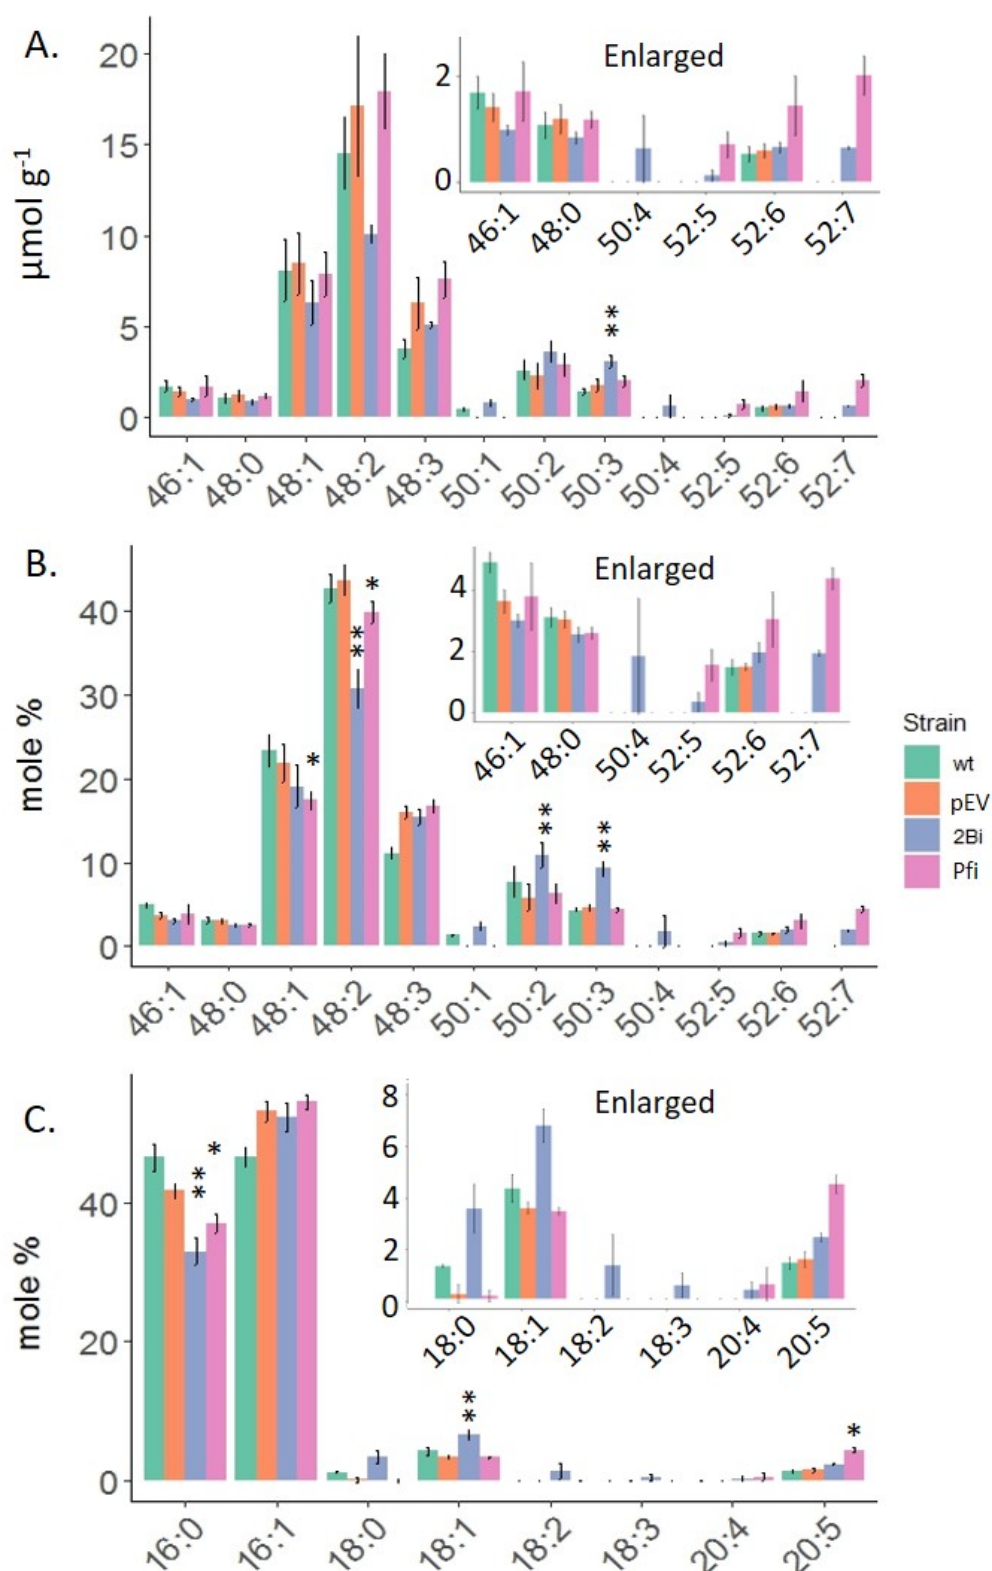 A.
Enlarged
20
15
10
5
0
μmol g-1
2
0
46:1 48:0 50:4 52:5 52:6 52:7
**
46:1 48:0 48:1 48:2 48:3 50:1 50:2 50:3 50:4 52:5 52:6 52:7
B.
Enlarged
40
30
20
10
0
mole %
4
2
0
46:1 48:0 50:4 52:5 52:6 52:7
* ** * ** **
46:1 48:0 48:1 48:2 48:3 50:1 50:2 50:3 50:4 52:5 52:6 52:7
Strain
wt
pEV
2Bi
Pfi
C.
Enlarged
40
20
0
mole %
8
6
4
2
0
18:0 18:1 18:2 18:3 20:4 20:5
** * ** *
16:0 16:1 18:0 18:1 18:2 18:3 20:4 20:5